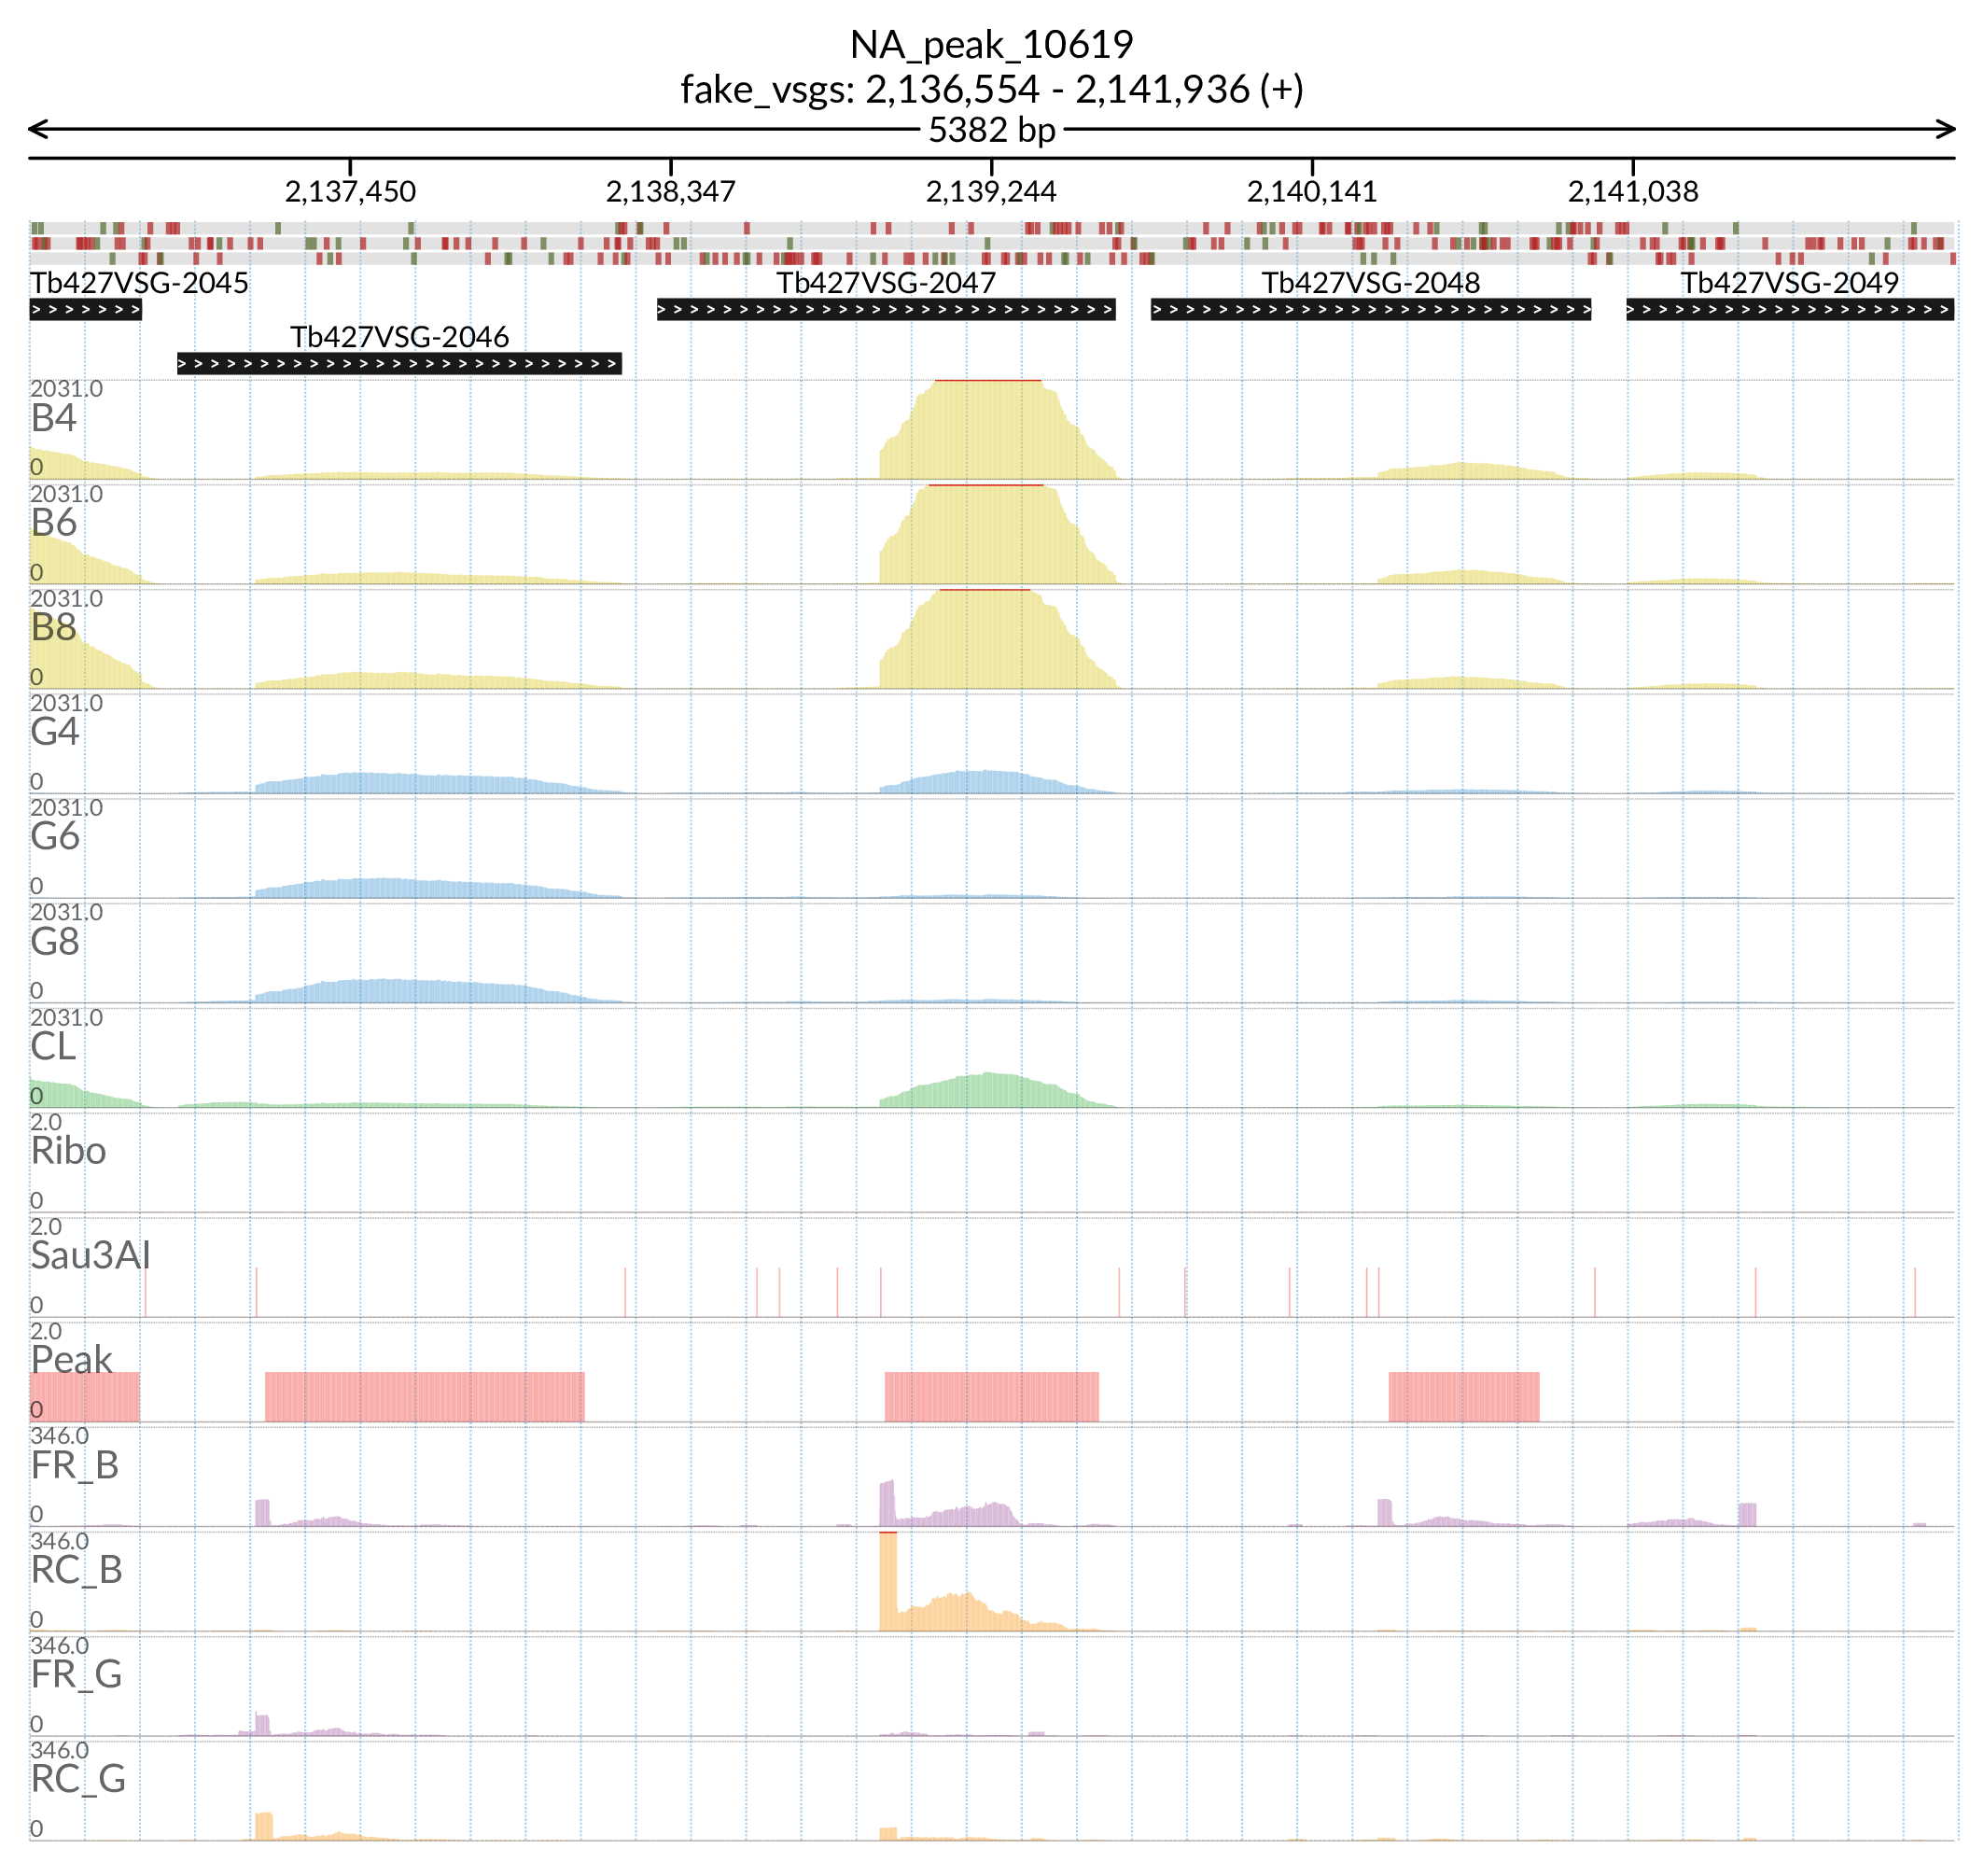 NA_peak_10619
fake_vsgs: 2,136,554 - 2,141,936 (+)
5382 bp
2,137,450 2,138,347 2,139,244 2,140,141 2,141,038
Tb427VSG-2045 Tb427VSG-2047 Tb427VSG-2048 Tb427VSG-2049
Tb427VSG-2046
2031.0
B4
0
2031.0
B6
0
2031.0
B8
0
2031.0
G4
0
2031.0
G6
0
2031.0
G8
0
2031.0
CL
0
2.0
Ribo
0
2.0
Sau3AI
0
2.0
Peak
0
346.0
FR_B
0
346.0
RC_B
0
346.0
FR_G
0
346.0
RC_G
0